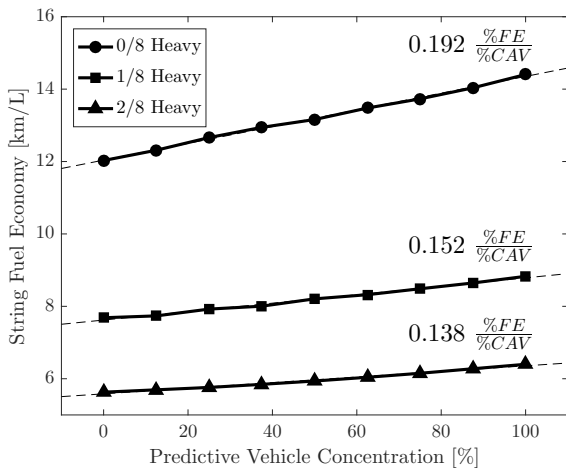 16
14
12
10
8
6
String Fuel Economy [km/L]
0/8 Heavy
1/8 Heavy
2/8 Heavy
0.192 %FE/%CAV
0.152 %FE/%CAV
0.138 %FE/%CAV
0 20 40 60 80 100
Predictive Vehicle Concentration [%]